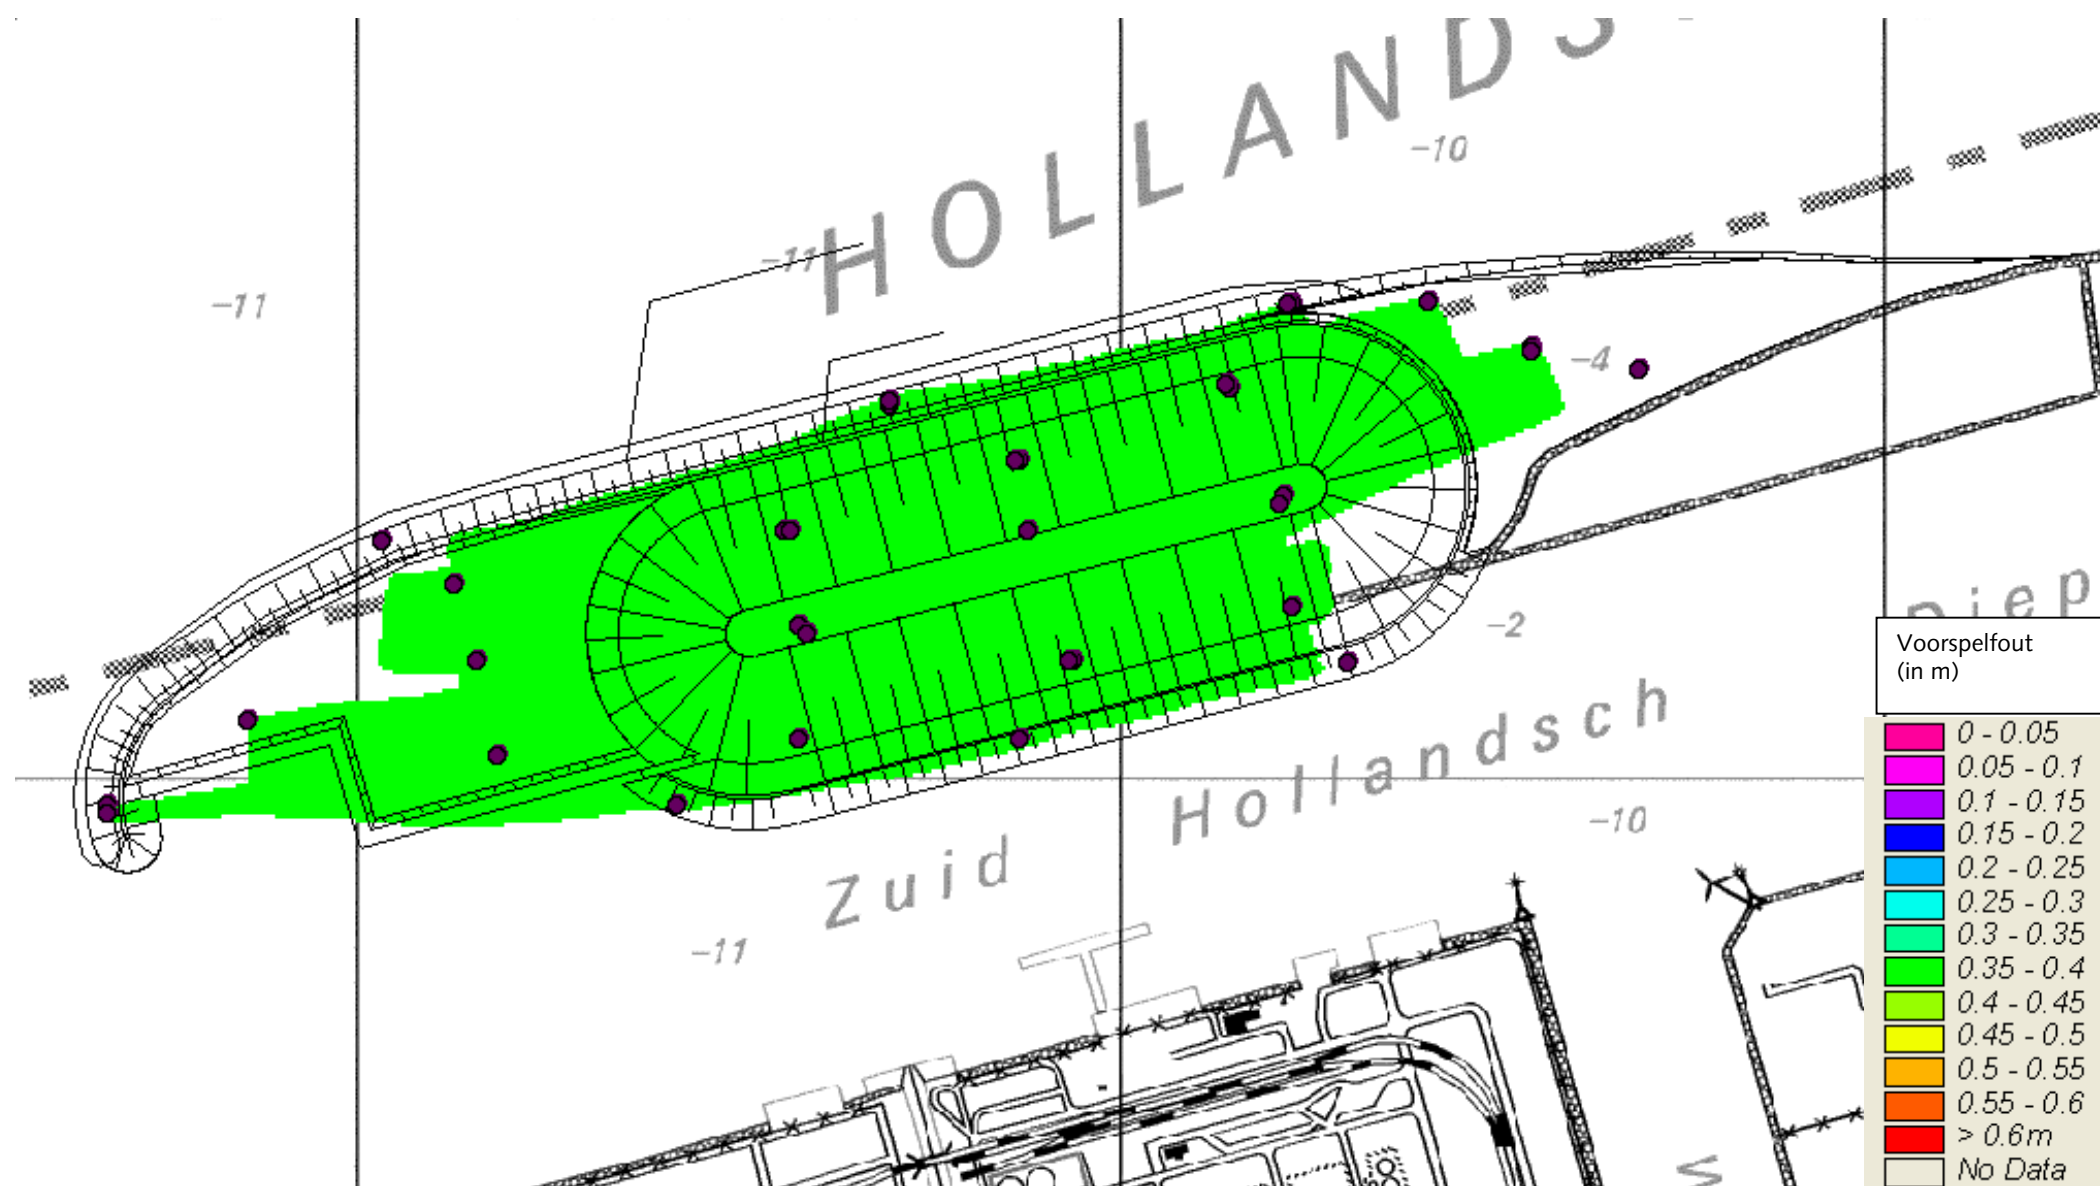 HOLLANDS
-10
-11
-11
-4
-2
Diep
Hollandsch
Zuid
-10
-11
Voorspelfout
(in m)
0 - 0.05
0.05 - 0.1
0.1 - 0.15
0.15 - 0.2
0.2 - 0.25
0.25 - 0.3
0.3 - 0.35
0.35 - 0.4
0.4 - 0.45
0.45 - 0.5
0.5 - 0.55
0.55 - 0.6
> 0.6m
No Data